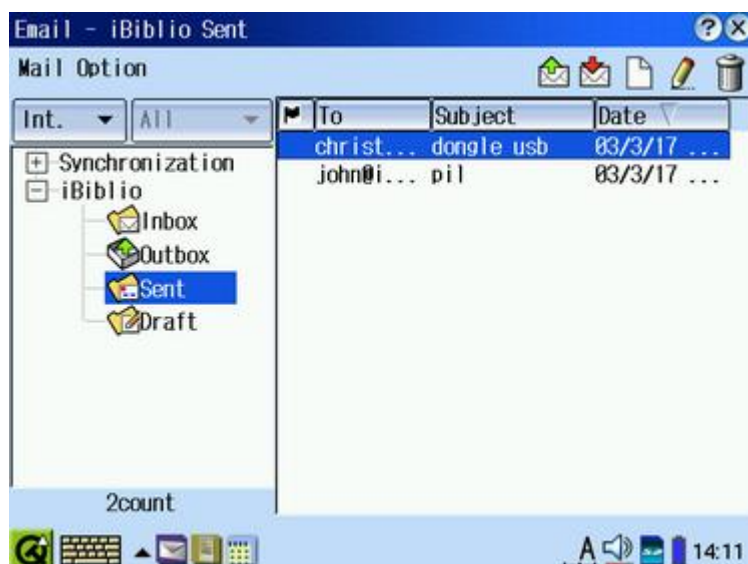 Email - iBiblio Sent
Mail Option
Int. All
To Subject Date
christ... dongle usb 03/3/17 ...
john@i... pil 03/3/17 ...
Synchronization
iBiblio
Inbox
Outbox
Sent
Draft
2count
A 14:11